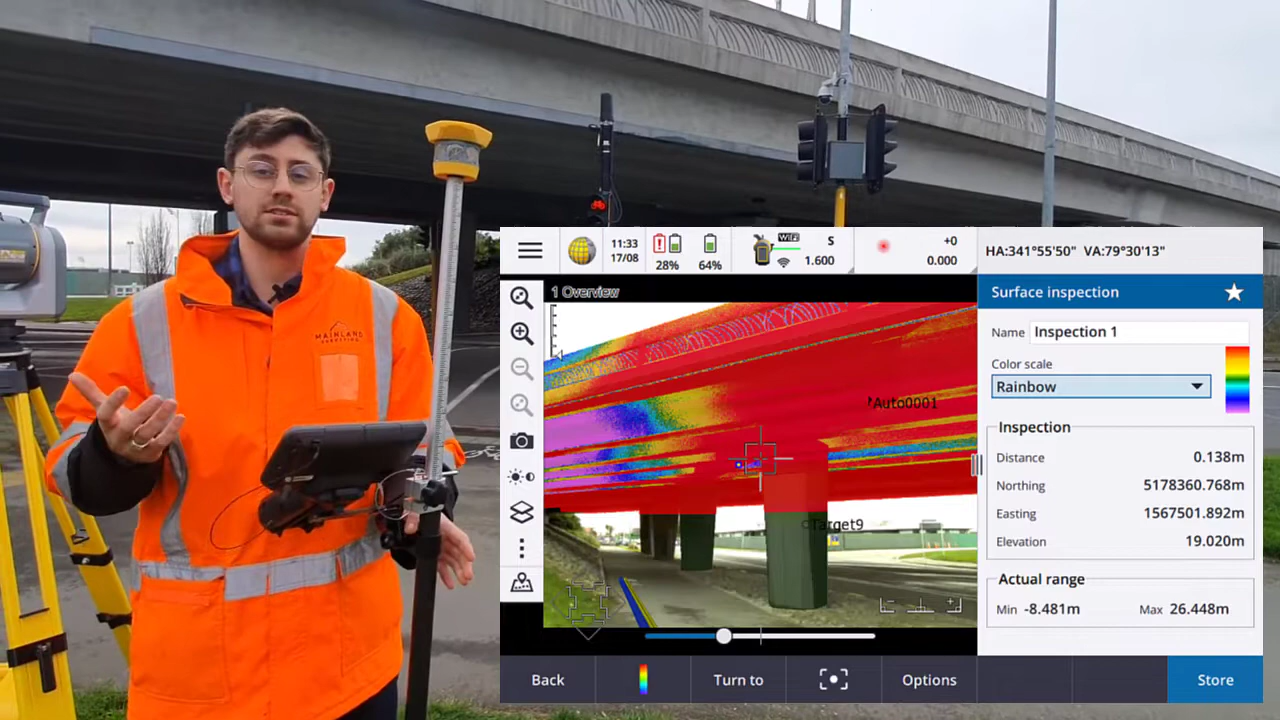 MAINLAND
SURVEYING
11:33
17/08
28%
64%
WiFi
S
1.600
+0
0.000
HA:341°55'50" VA:79°30'13"
1 Overview
Auto0001
Target9
Surface inspection
Name Inspection 1
Color scale
Rainbow
Inspection
Distance 0.138m
Northing 5178360.768m
Easting 1567501.892m
Elevation 19.020m
Actual range
Min -8.481m Max 26.448m
Back
Turn to
Options
Store